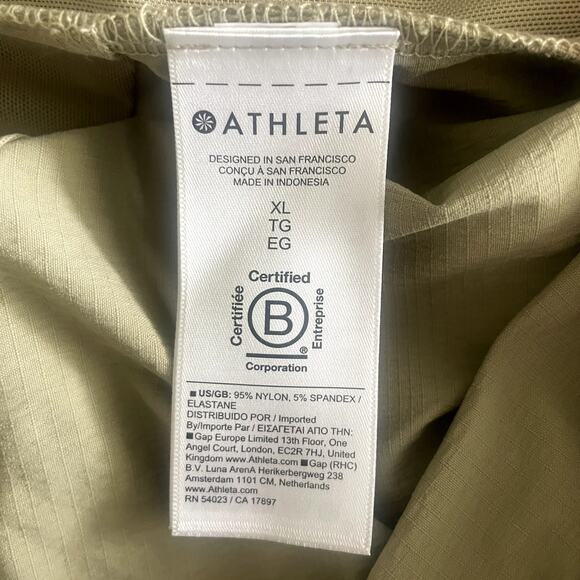 ATHLETA
DESIGNED IN SAN FRANCISCO
CONÇU À SAN FRANCISCO
MADE IN INDONESIA
XL
TG
EG
Certified
Certifiée
B
Entreprise
®
Corporation
■ US/GB: 95% NYLON, 5% SPANDEX /
ELASTANE
DISTRIBUIDO POR / Imported
By/Importe Par / ΕΙΣΑΓΕΤΑΙ ΑΠΟ ΤΗΝ:
■ Gap Europe Limited 13th Floor, One
Angel Court, London, EC2R 7HJ, United
Kingdom www.Athleta.com ■ Gap (RHC)
B.V. Luna ArenA Herikerbergweg 238
Amsterdam 1101 CM, Netherlands
www.Athleta.com
RN 54023 / CA 17897